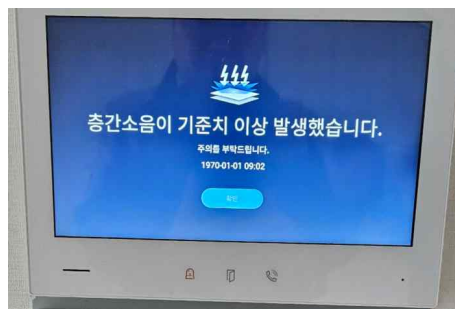 층간소음이 기준치 이상 발생했습니다.
주의를 부탁드립니다.
1970-01-01 09:02
확인